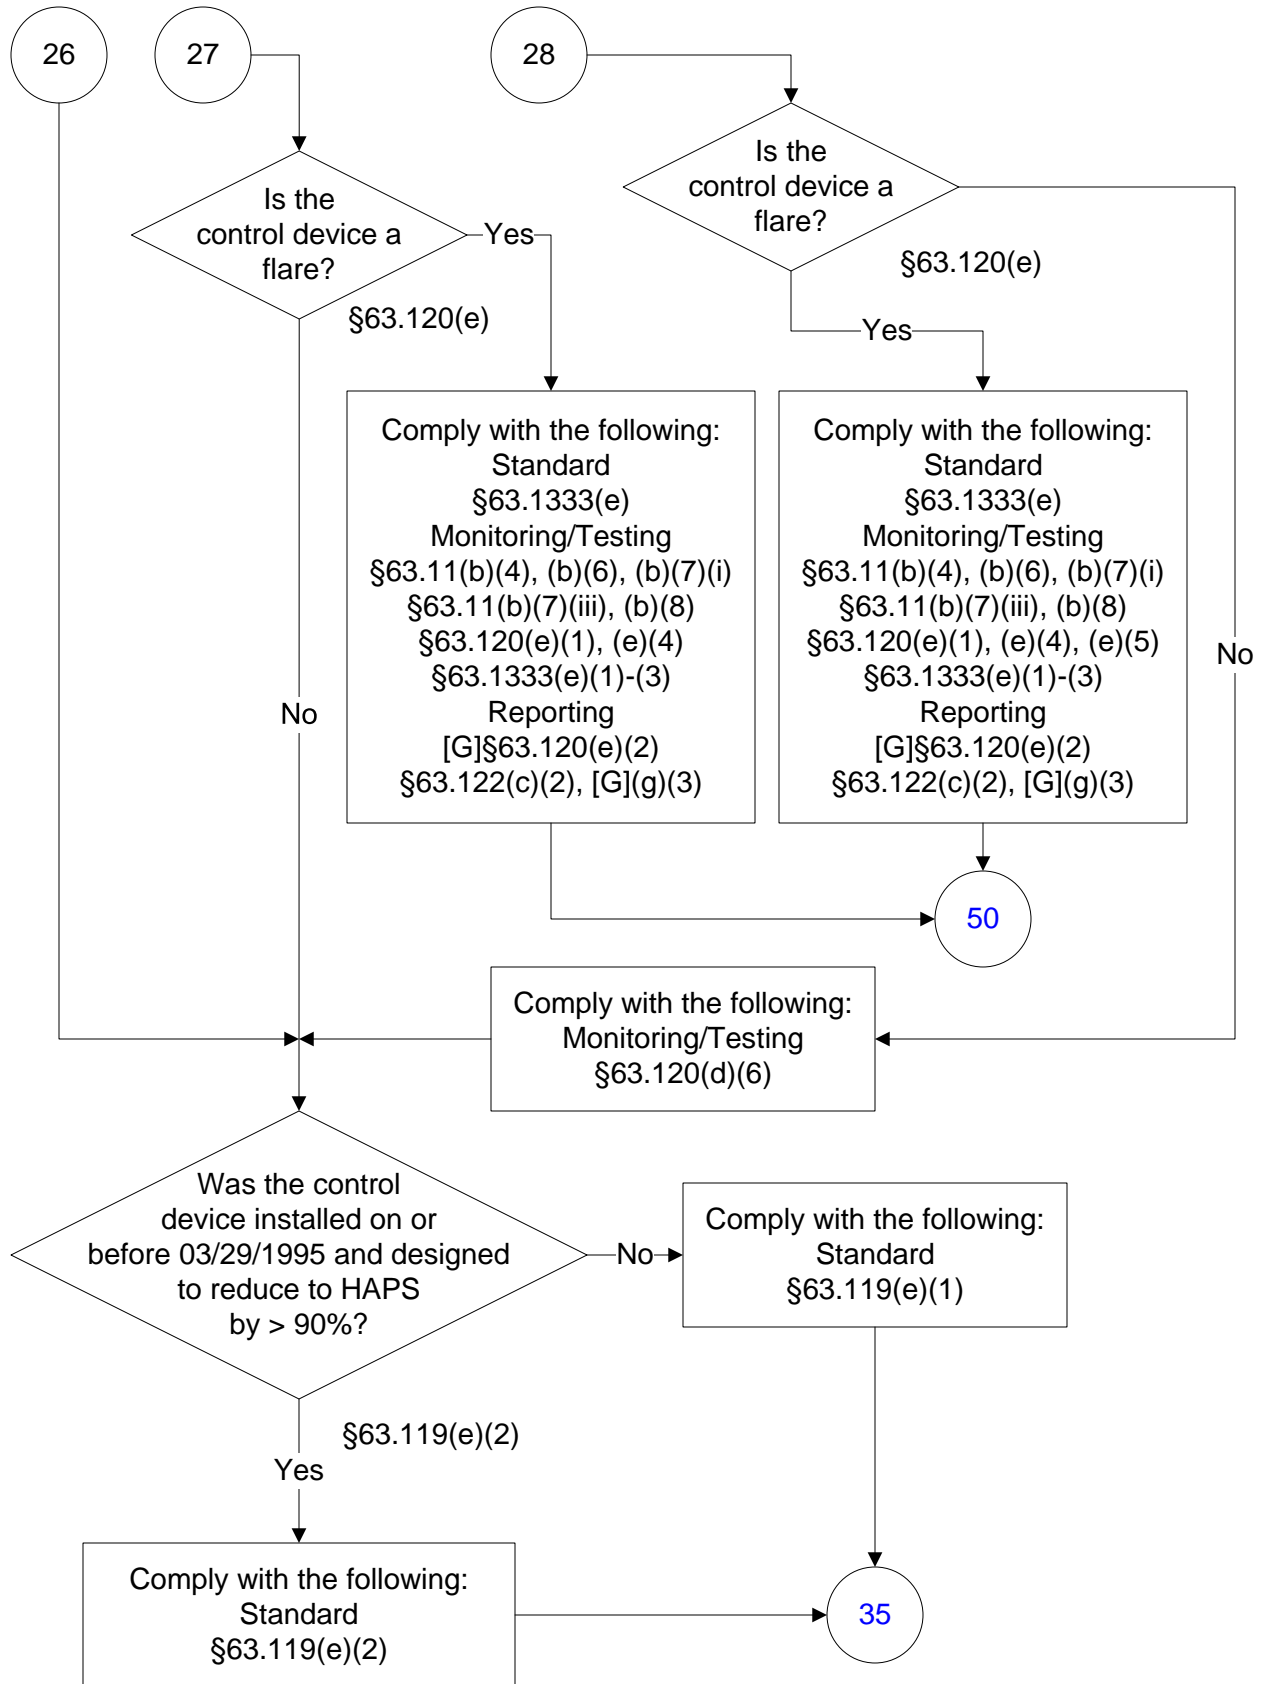 26
27
28
Is the
control device a
flare?
Yes
§63.120(e)
No
Is the
control device a
flare?
§63.120(e)
Yes
No
Comply with the following:
Standard
§63.1333(e)
Monitoring/Testing
§63.11(b)(4), (b)(6), (b)(7)(i)
§63.11(b)(7)(iii), (b)(8)
§63.120(e)(1), (e)(4)
§63.1333(e)(1)-(3)
Reporting
[G]§63.120(e)(2)
§63.122(c)(2), [G](g)(3)
Comply with the following:
Standard
§63.1333(e)
Monitoring/Testing
§63.11(b)(4), (b)(6), (b)(7)(i)
§63.11(b)(7)(iii), (b)(8)
§63.120(e)(1), (e)(4), (e)(5)
§63.1333(e)(1)-(3)
Reporting
[G]§63.120(e)(2)
§63.122(c)(2), [G](g)(3)
50
Comply with the following:
Monitoring/Testing
§63.120(d)(6)
Was the control
device installed on or
before 03/29/1995 and designed
to reduce to HAPS
by > 90%?
No
Comply with the following:
Standard
§63.119(e)(1)
§63.119(e)(2)
Yes
Comply with the following:
Standard
§63.119(e)(2)
35